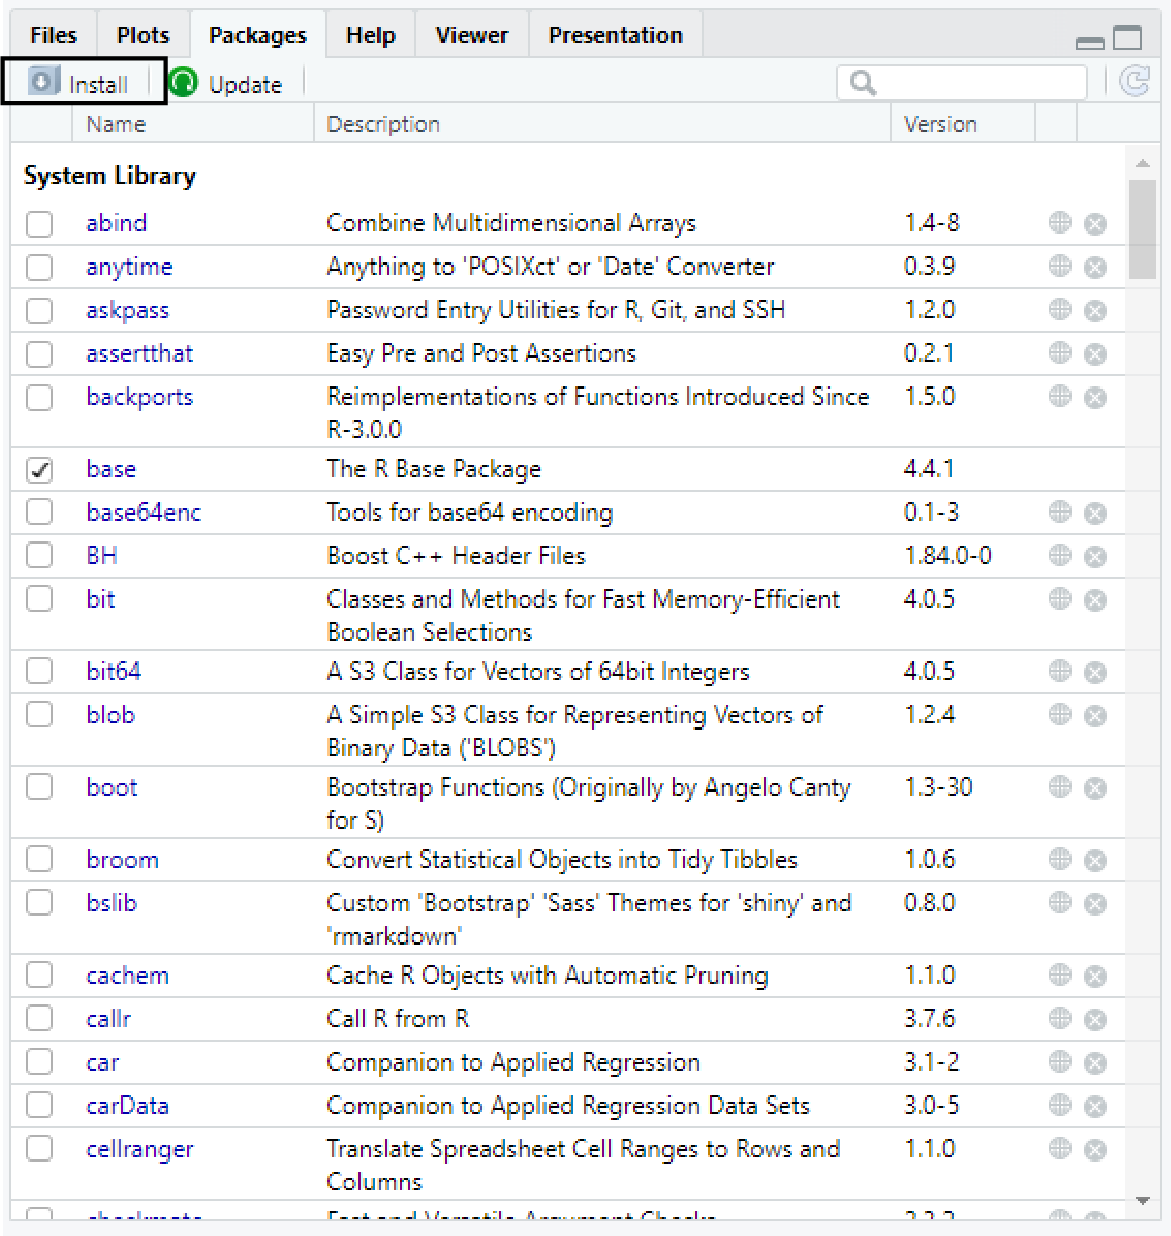 Files Plots Packages Help Viewer Presentation
Install Update
Name Description Version
System Library
abind Combine Multidimensional Arrays 1.4-8
anytime Anything to 'POSIXct' or 'Date' Converter 0.3.9
askpass Password Entry Utilities for R, Git, and SSH 1.2.0
assertthat Easy Pre and Post Assertions 0.2.1
backports Reimplementations of Functions Introduced Since 1.5.0
R-3.0.0
base The R Base Package 4.4.1
base64enc Tools for base64 encoding 0.1-3
BH Boost C++ Header Files 1.84.0-0
bit Classes and Methods for Fast Memory-Efficient 4.0.5
Boolean Selections
bit64 A S3 Class for Vectors of 64bit Integers 4.0.5
blob A Simple S3 Class for Representing Vectors of 1.2.4
Binary Data ('BLOBS')
boot Bootstrap Functions (Originally by Angelo Canty 1.3-30
for S)
broom Convert Statistical Objects into Tidy Tibbles 1.0.6
bslib Custom 'Bootstrap' 'Sass' Themes for 'shiny' and 0.8.0
'rmarkdown'
cachem Cache R Objects with Automatic Pruning 1.1.0
callr Call R from R 3.7.6
car Companion to Applied Regression 3.1-2
carData Companion to Applied Regression Data Sets 3.0-5
cellranger Translate Spreadsheet Cell Ranges to Rows and 1.1.0
Columns
checkmate Fast and Versatile Argument Checks